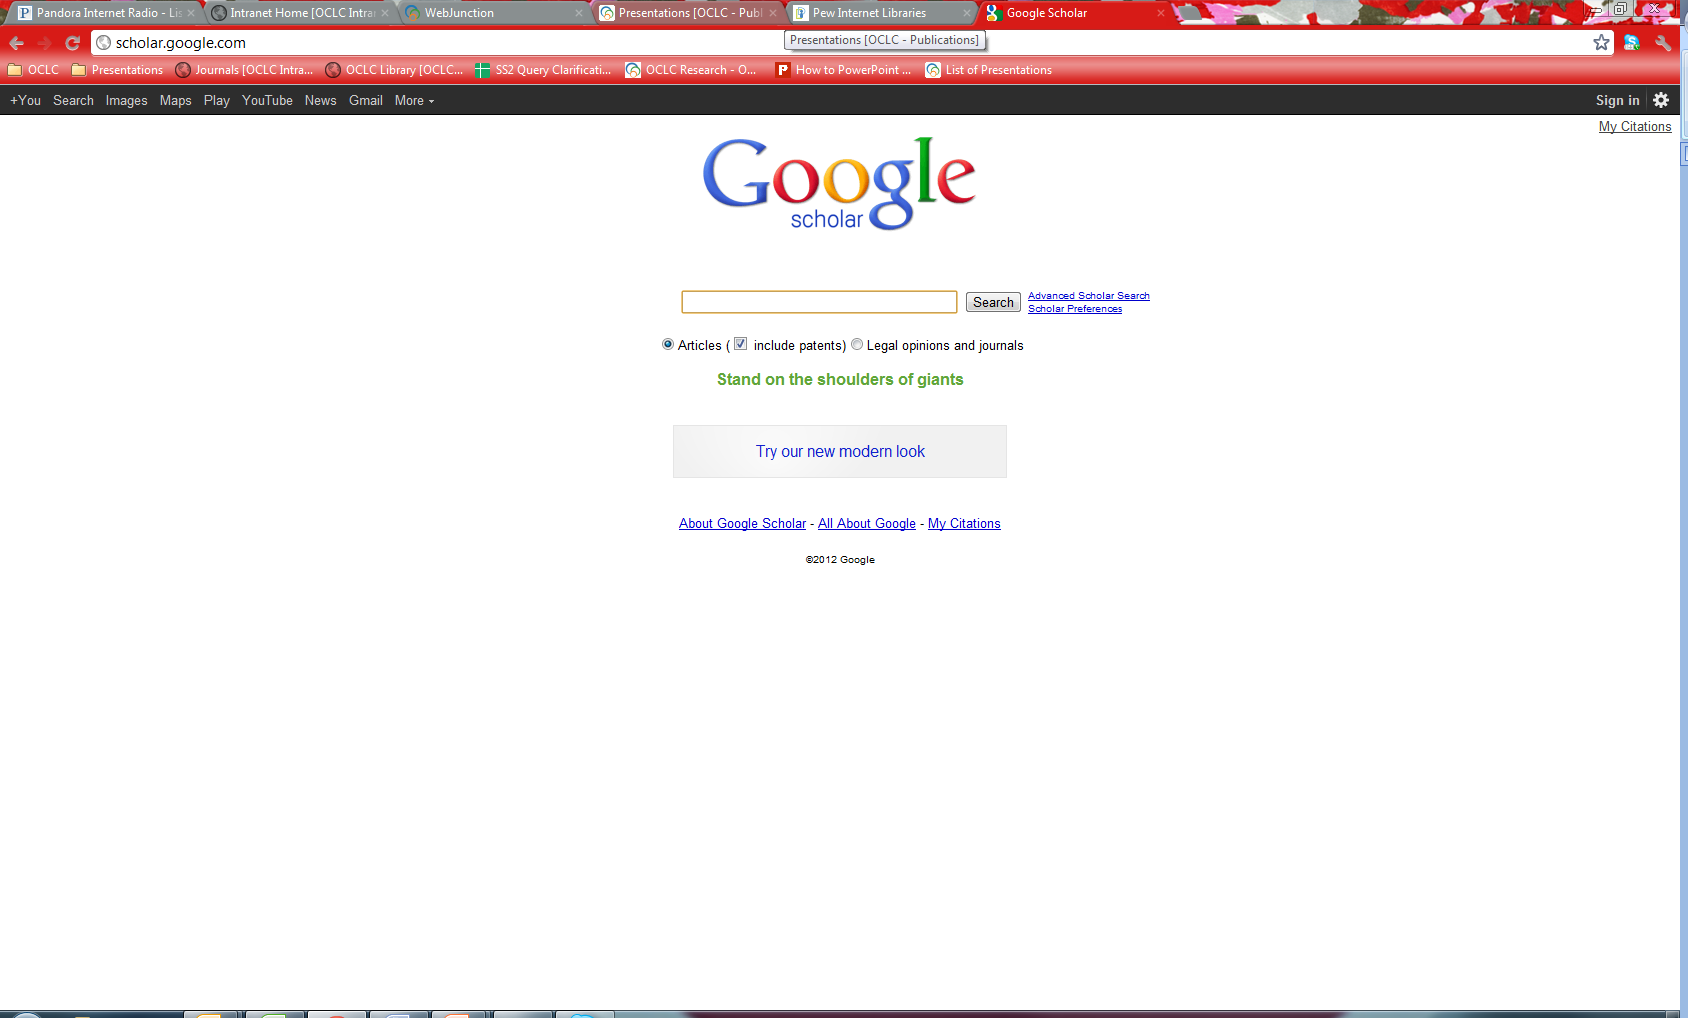 Pandora Internet Radio - Lis
Intranet Home [OCLC Intran
WebJunction
Presentations [OCLC - Publ
Pew Internet Libraries
Google Scholar
scholar.google.com
Presentations [OCLC - Publications]
OCLC
Presentations
Journals [OCLC Intra...
OCLC Library [OCLC...
SS2 Query Clarificati...
OCLC Research - O...
How to PowerPoint ...
List of Presentations
+You Search Images Maps Play YouTube News Gmail More
Sign in
My Citations
Google
scholar
Search
Advanced Scholar Search
Scholar Preferences
Articles ( include patents) Legal opinions and journals
Stand on the shoulders of giants
Try our new modern look
About Google Scholar - All About Google - My Citations
©2012 Google